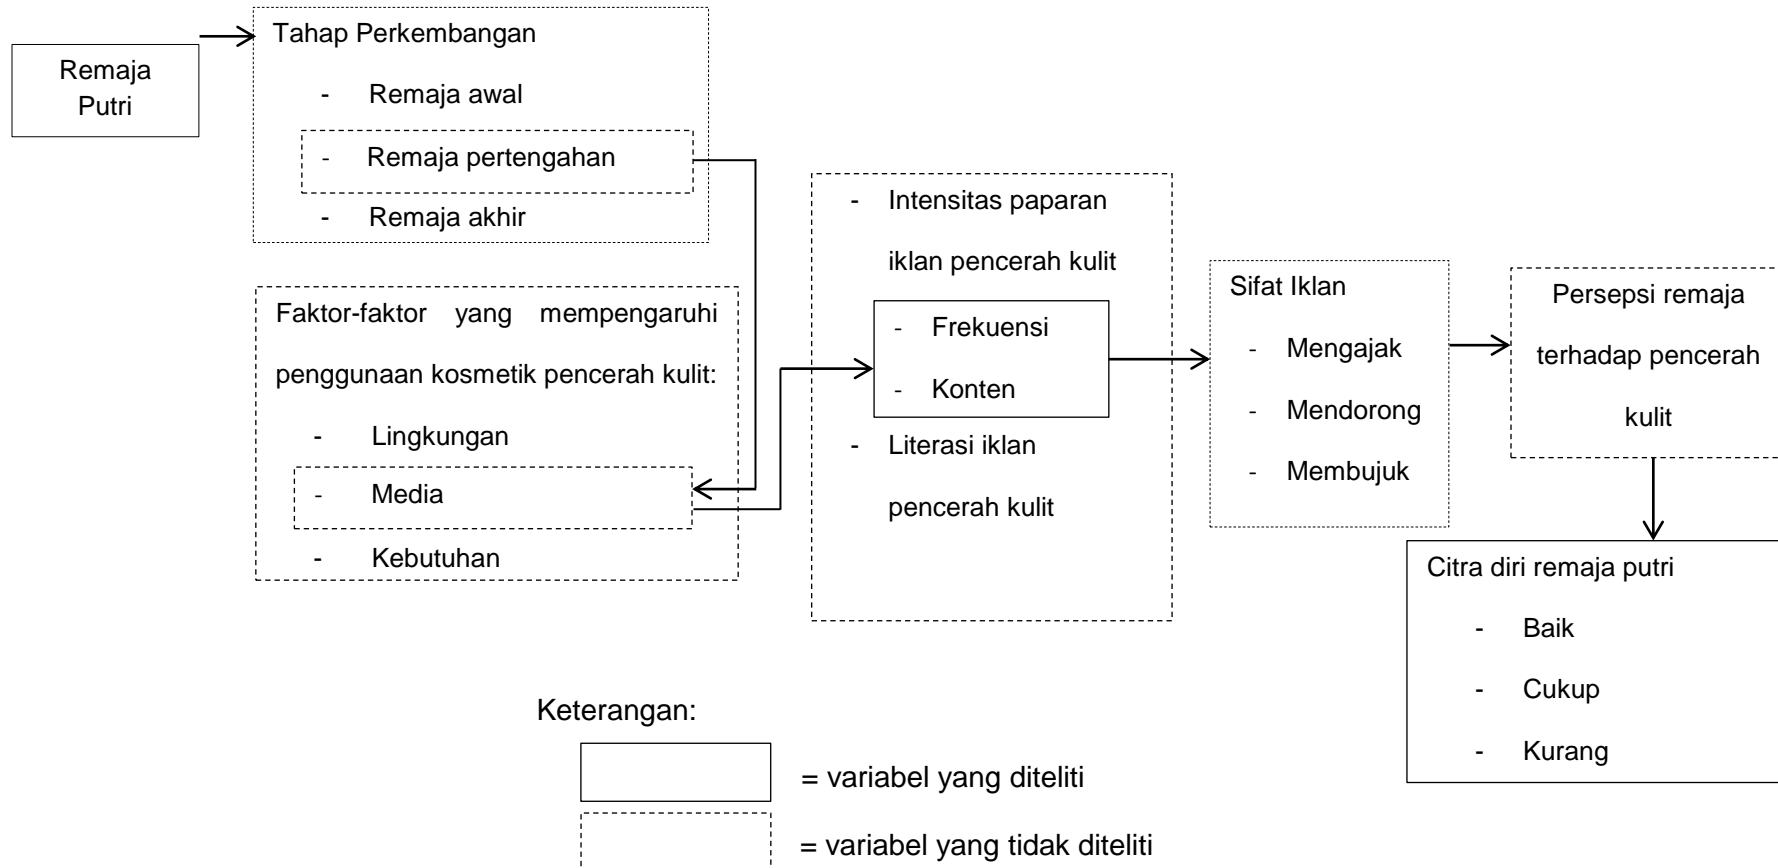 Remaja
Putri
Tahap Perkembangan
- Remaja awal
- Remaja pertengahan
- Remaja akhir
Faktor-faktor yang mempengaruhi
penggunaan kosmetik pencerah kulit:
- Lingkungan
- Media
- Kebutuhan
- Intensitas paparan
iklan pencerah kulit
- Frekuensi
- Konten
- Literasi iklan
pencerah kulit
Sifat Iklan
- Mengajak
- Mendorong
- Membujuk
Persepsi remaja
terhadap pencerah
kulit
Citra diri remaja putri
- Baik
- Cukup
- Kurang
Keterangan:
= variabel yang diteliti
= variabel yang tidak diteliti